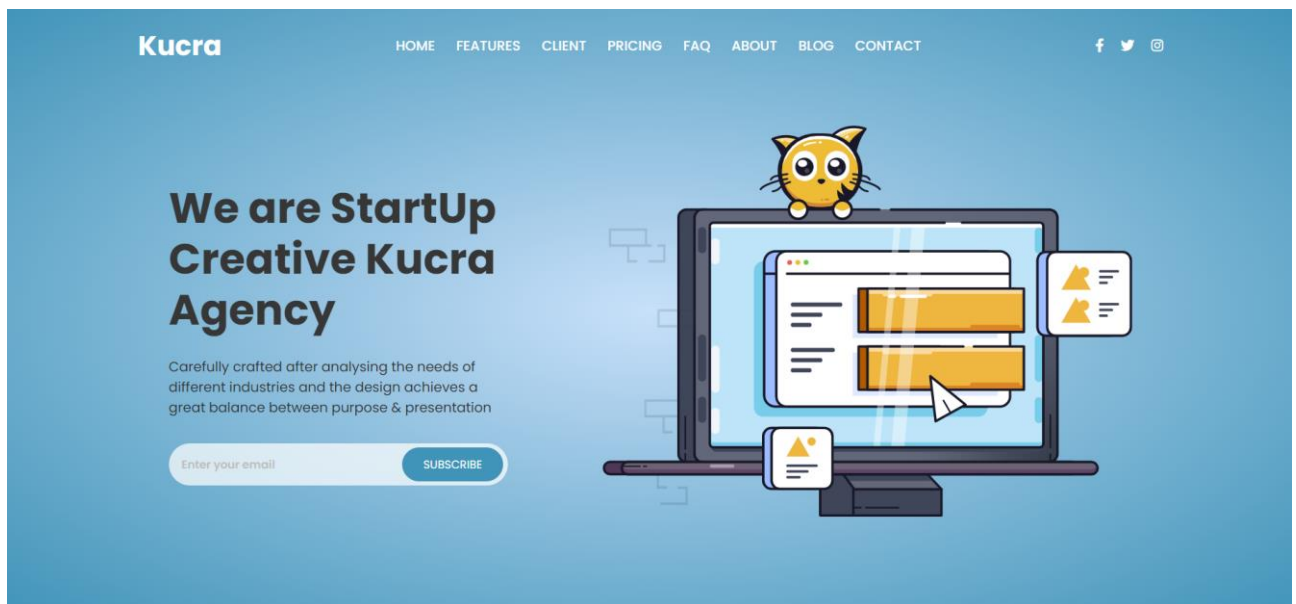 Kucra
HOME FEATURES CLIENT PRICING FAQ ABOUT BLOG CONTACT
We are StartUp
Creative Kucra
Agency
Carefully crafted after analysing the needs of
different industries and the design achieves a
great balance between purpose & presentation
Enter your email SUBSCRIBE